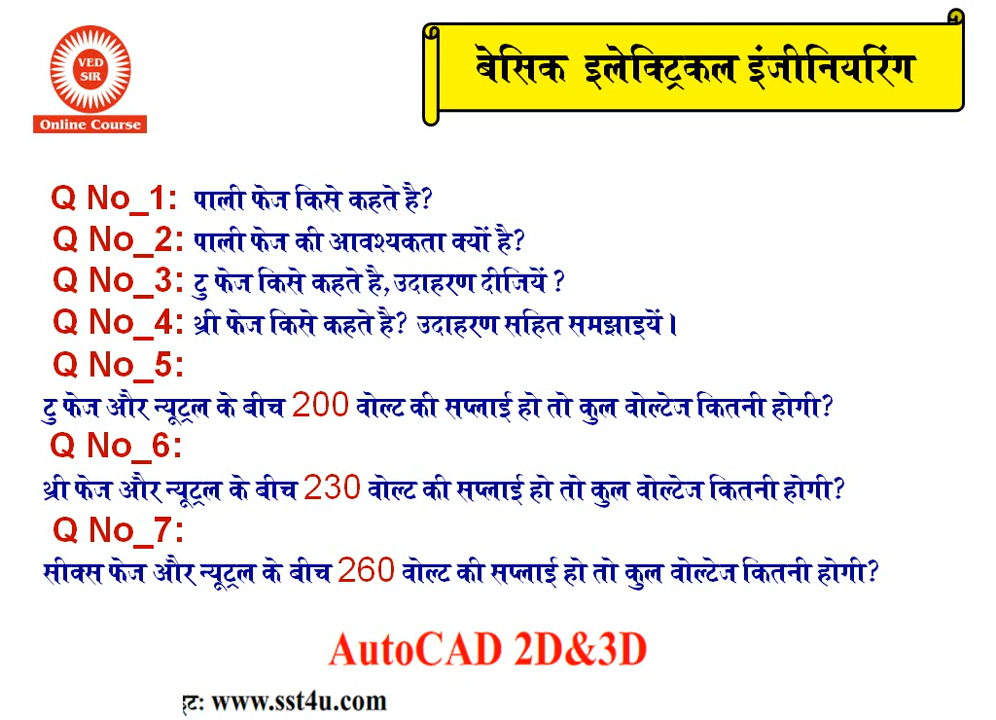 VED
SIR
Online Course
बेसिक इलेक्ट्रिकल इंजीनियरिंग
Q No_1: पाली फेज किसे कहते है?
Q No_2: पाली फेज की आवश्यकता क्यों है?
Q No_3: टु फेज किसे कहते है,उदाहरण दीजियें ?
Q No_4: थ्री फेज किसे कहते है? उदाहरण सहित समझाइयें ।
Q No_5:
टु फेज और न्यूट्रल के बीच 200 वोल्ट की सप्लाई हो तो कुल वोल्टेज कितनी होगी?
Q No_6:
थ्री फेज और न्यूट्रल के बीच 230 वोल्ट की सप्लाई हो तो कुल वोल्टेज कितनी होगी?
Q No_7:
सीक्स फेज और न्यूट्रल के बीच 260 वोल्ट की सप्लाई हो तो कुल वोल्टेज कितनी होगी?
AutoCAD 2D&3D
इट: www.sst4u.com